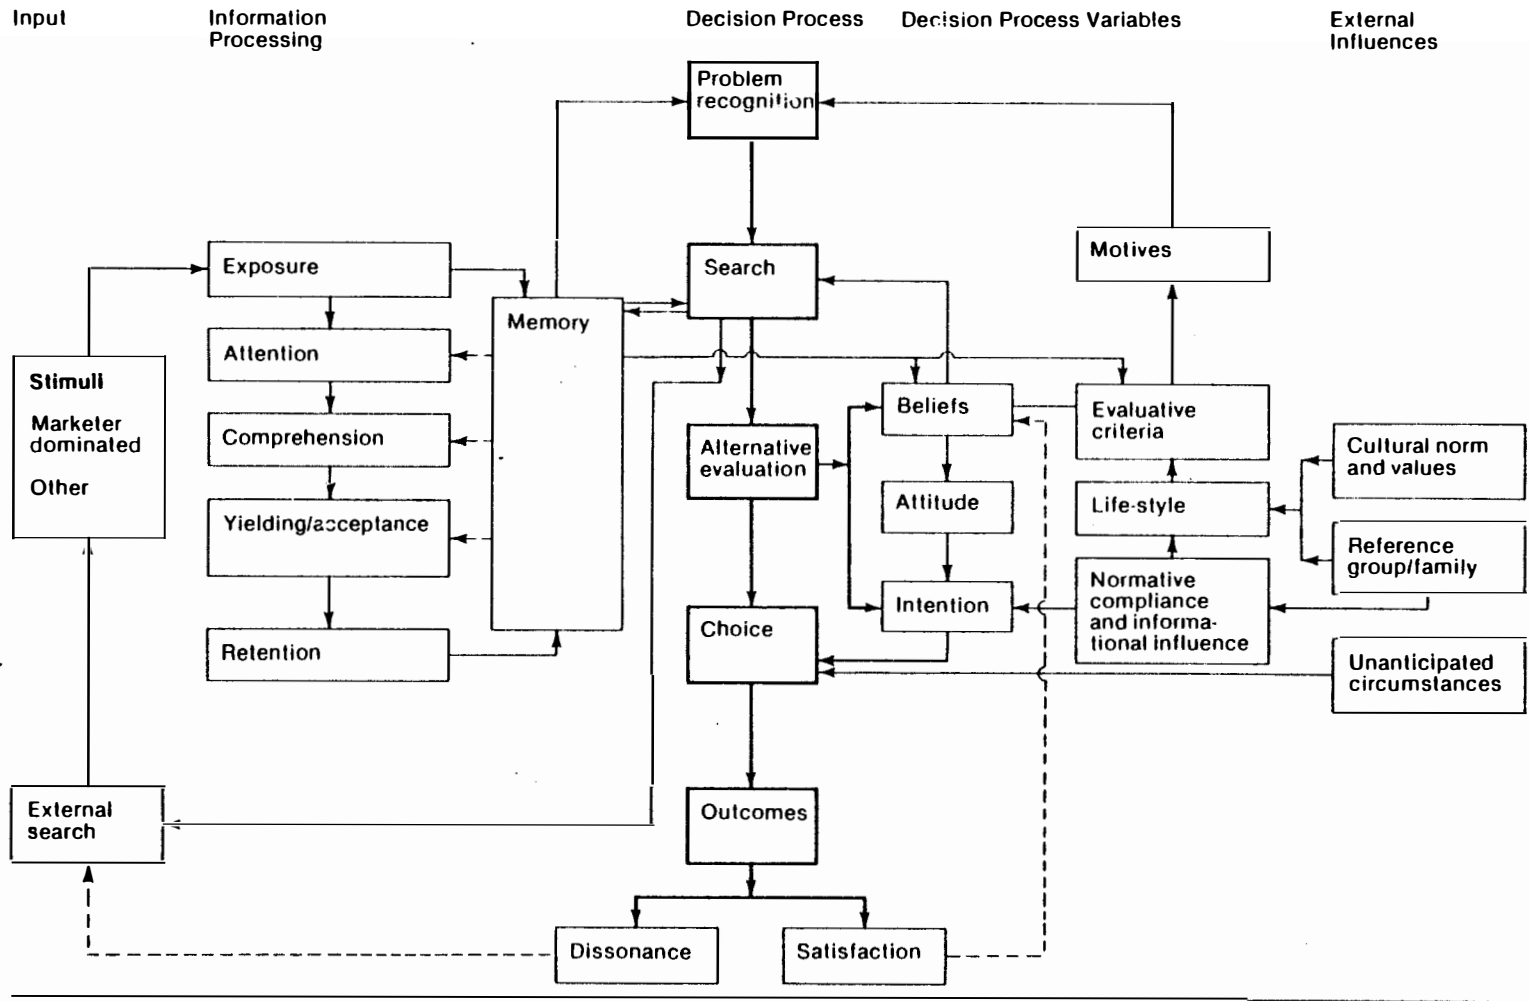 Input
Information
Processing
Decision Process
Decision Process Variables
External
Influences
Problem
recognition
Search
Motives
Exposure
Memory
Attention
Stimuli
Marketer
dominated
Other
Comprehension
Yielding/acceptance
Retention
Alternative
evaluation
Beliefs
Evaluative
criteria
Attitude
Life-style
Cultural norm
and values
Reference
group/family
Choice
Intention
Normative
compliance
and informa-
tional influence
Unanticipated
circumstances
External
search
Outcomes
Dissonance
Satisfaction